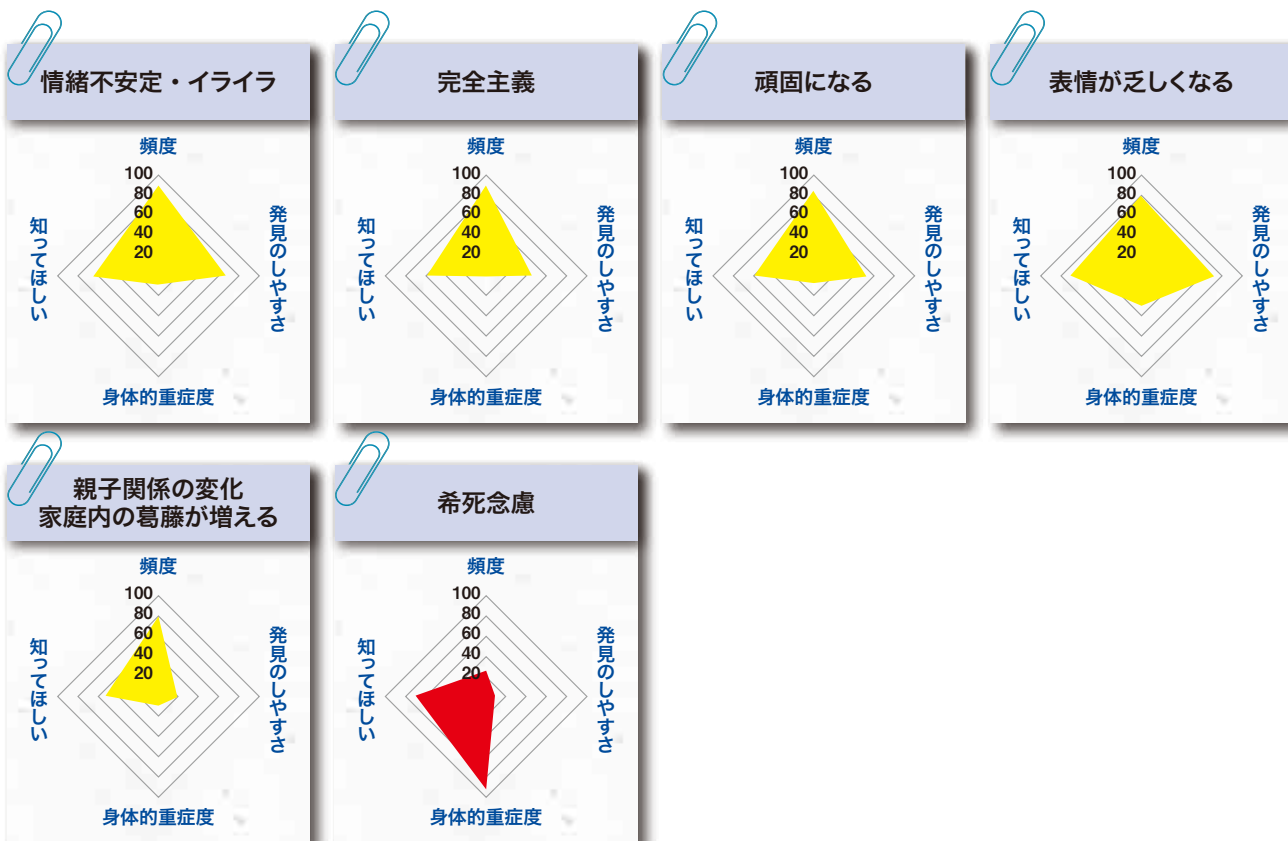 情緒不安定・イライラ
頻度
100
80
60
40
20
知ってほしい
発見のしやすさ
身体的重症度
完全主義
頻度
100
80
60
40
20
知ってほしい
発見のしやすさ
身体的重症度
頑固になる
頻度
100
80
60
40
20
知ってほしい
発見のしやすさ
身体的重症度
表情が乏しくなる
頻度
100
80
60
40
20
知ってほしい
発見のしやすさ
身体的重症度
親子関係の変化
家庭内の葛藤が増える
頻度
100
80
60
40
20
知ってほしい
発見のしやすさ
身体的重症度
希死念慮
頻度
100
80
60
40
20
知ってほしい
発見のしやすさ
身体的重症度